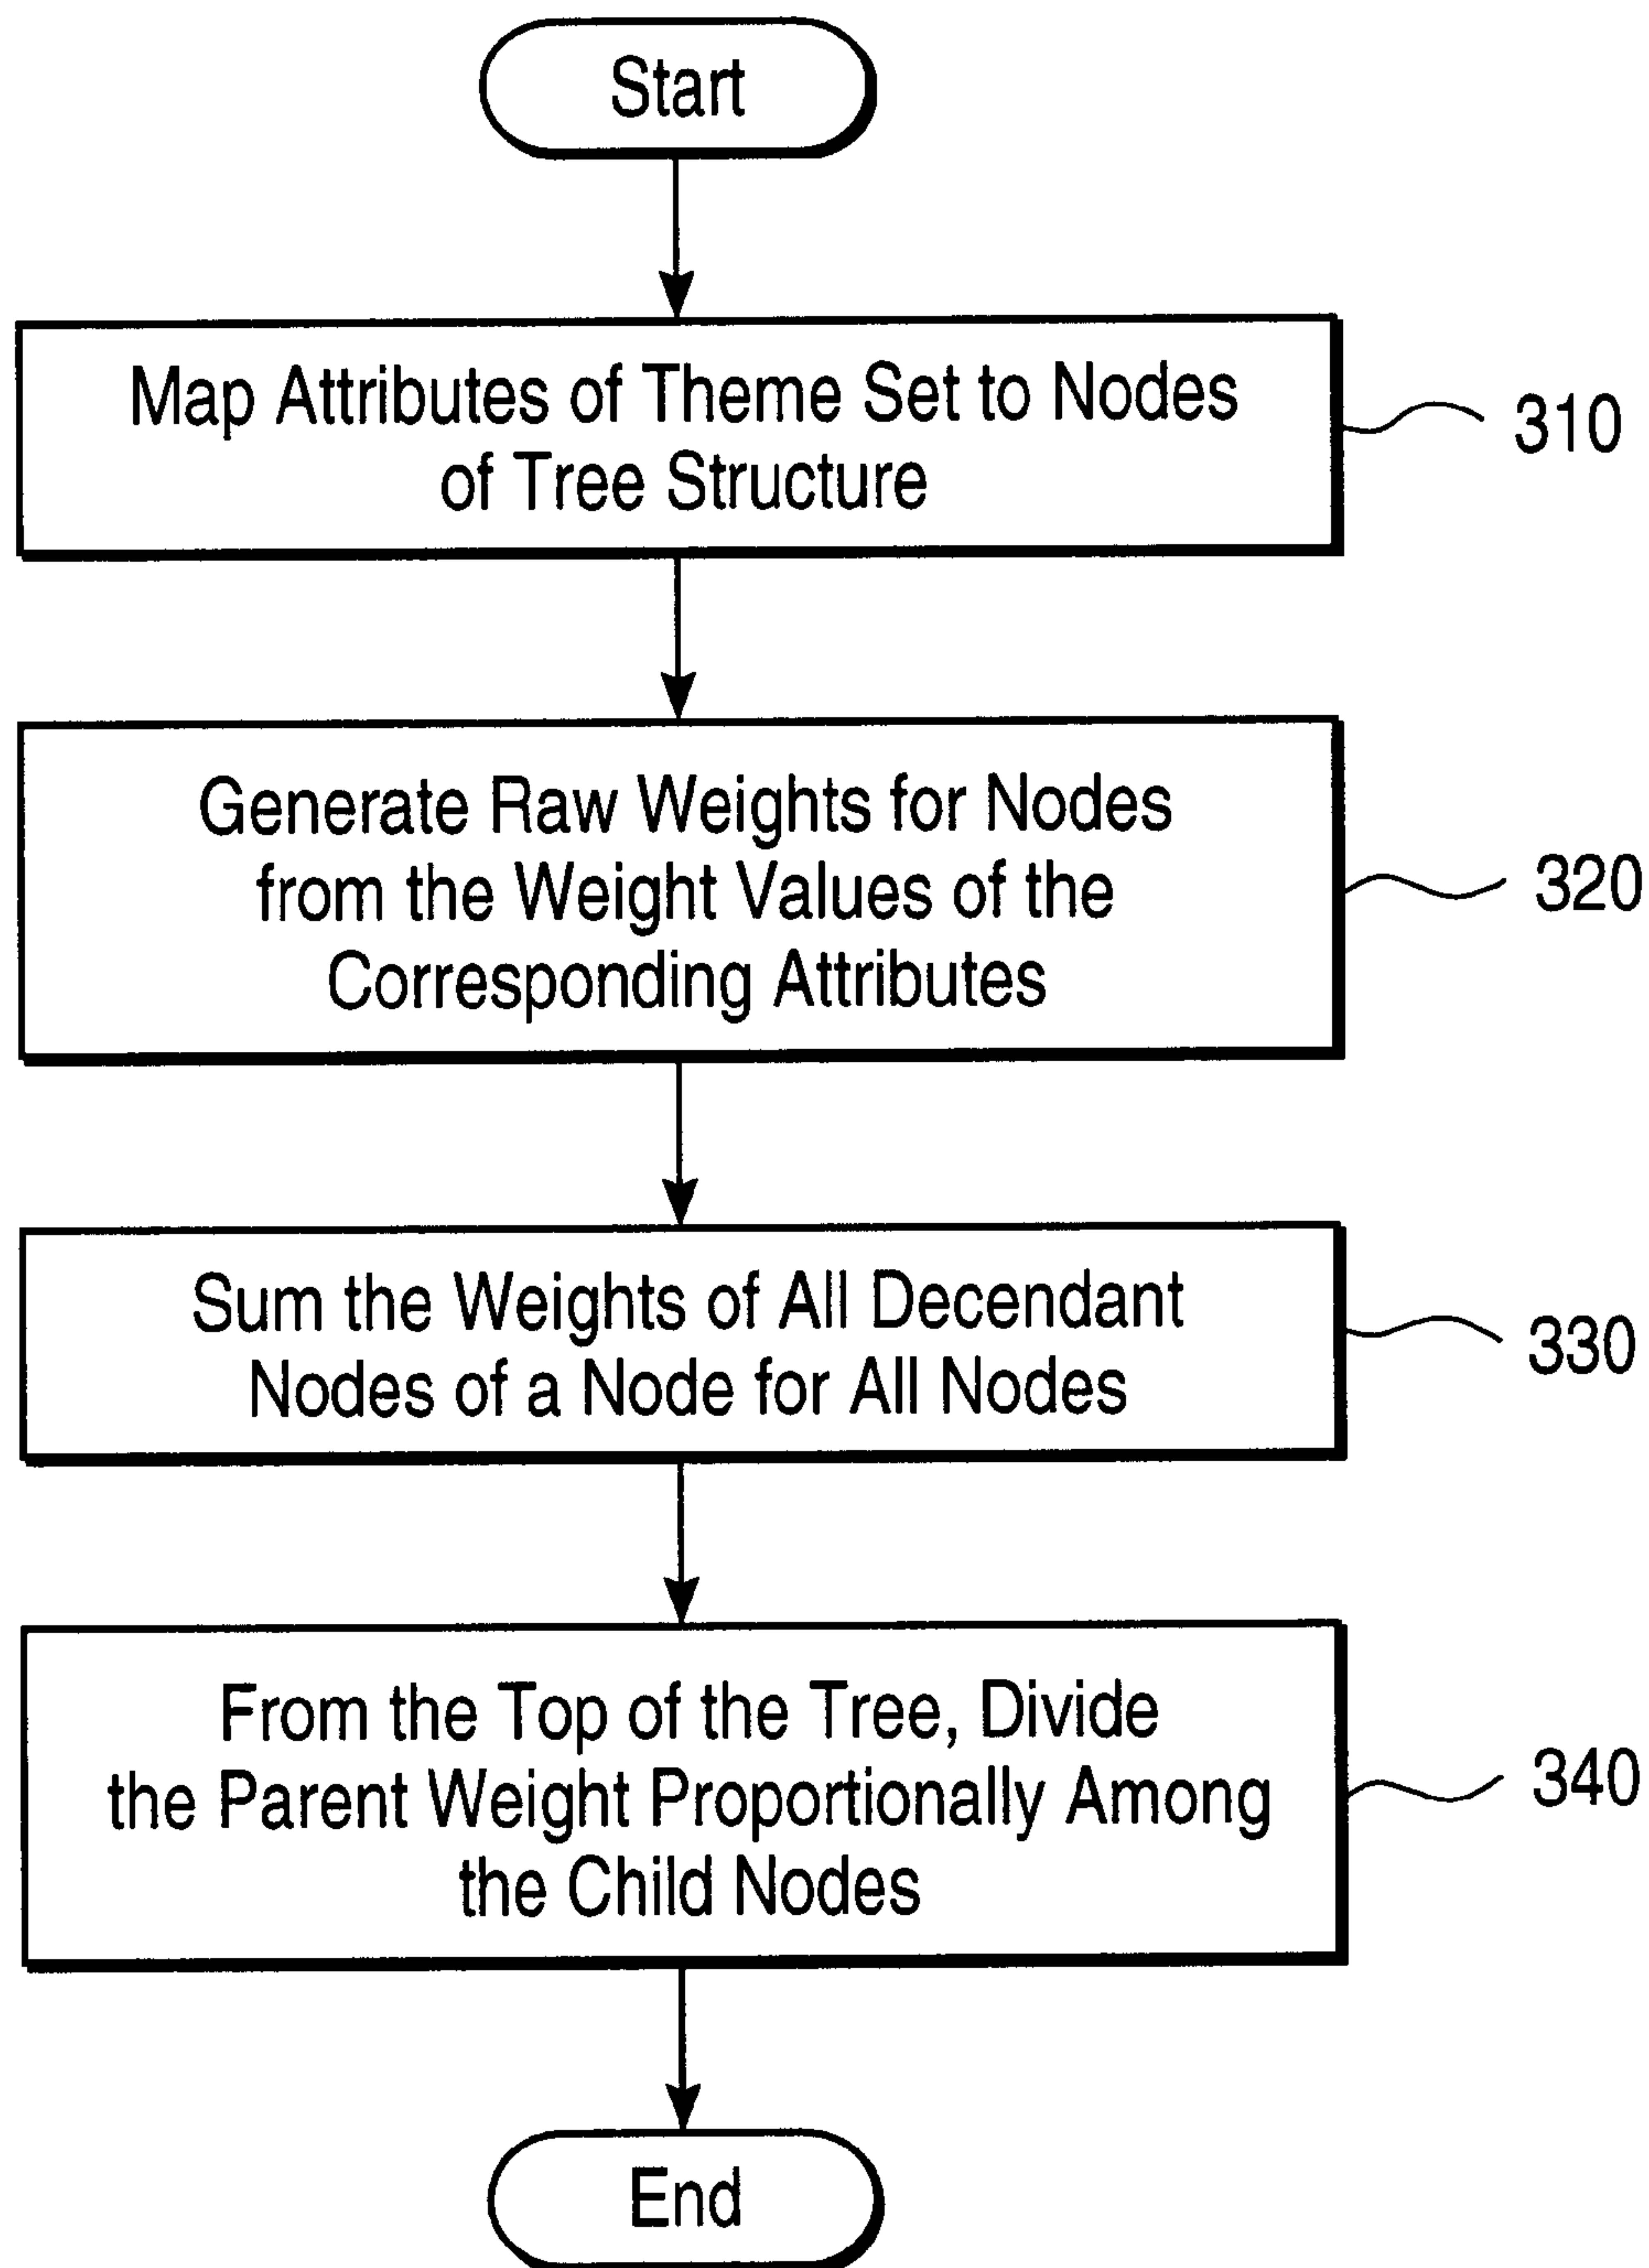 Start
Map Attributes of Theme Set to Nodes
of Tree Structure
310
Generate Raw Weights for Nodes
from the Weight Values of the
Corresponding Attributes
320
Sum the Weights of All Decendant
Nodes of a Node for All Nodes
330
From the Top of the Tree, Divide
the Parent Weight Proportionally Among
the Child Nodes
340
End